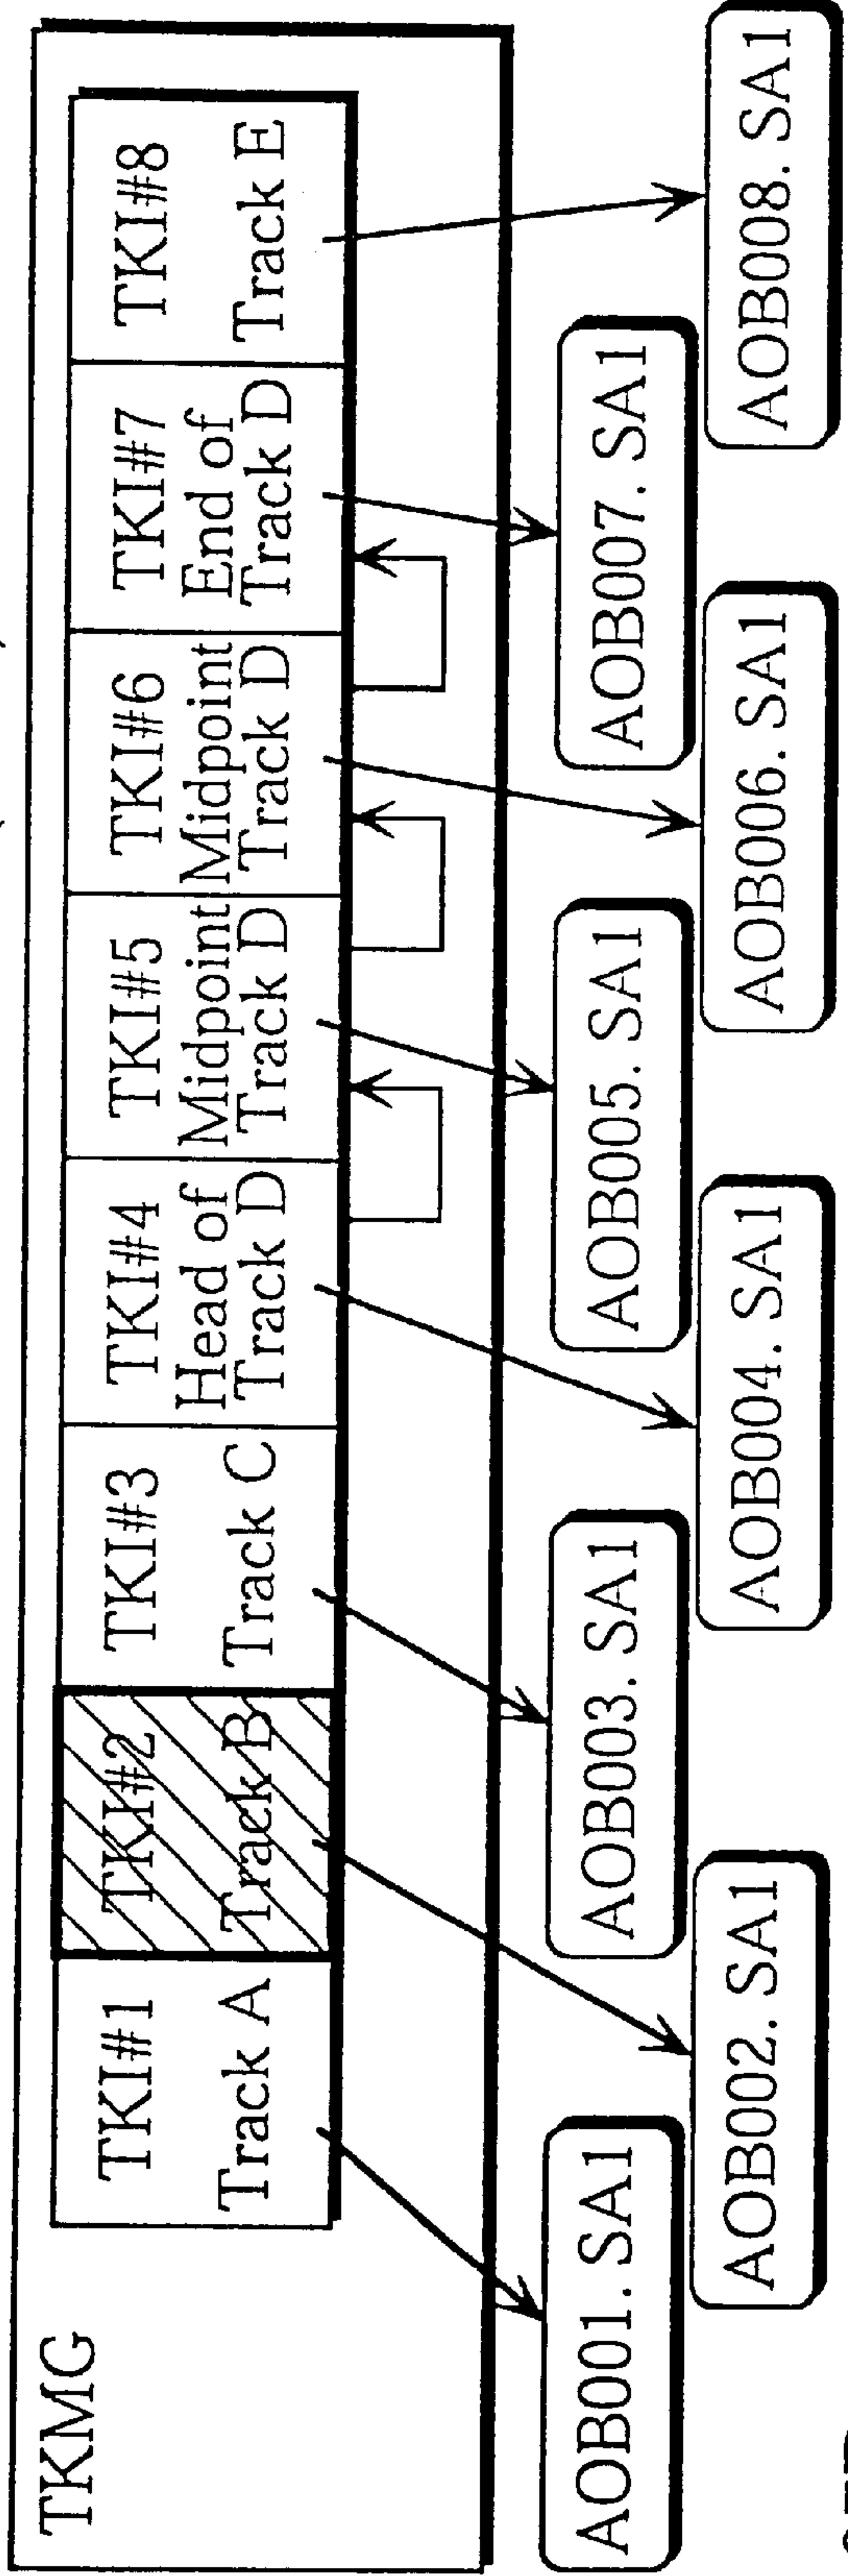 TKMG
TKI#1
Track A
TKI#2
Track B
TKI#3
Track C
TKI#4
Head of
Track D
TKI#5
Midpoint
Track D
TKI#6
Midpoint
Track D
TKI#7
End of
Track D
TKI#8
Track E
AOB001. SA1
AOB002. SA1
AOB003. SA1
AOB004. SA1
AOB005. SA1
AOB006. SA1
AOB007. SA1
AOB008. SA1